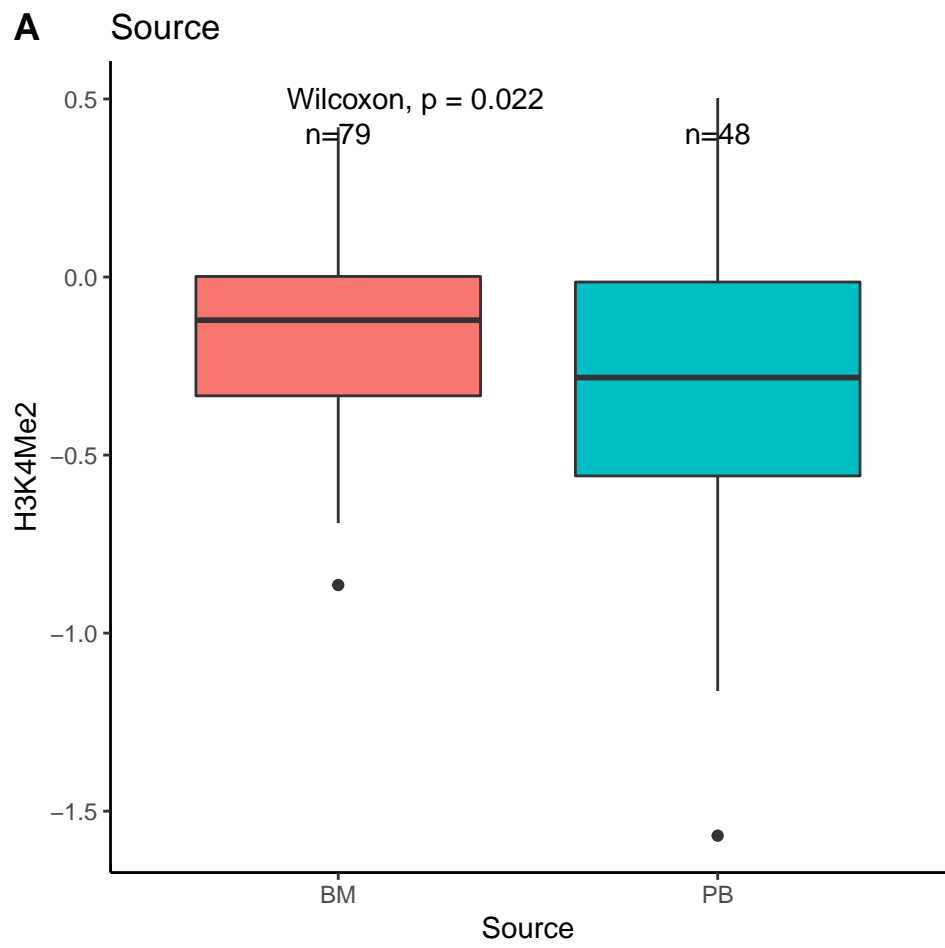 A Source
Wilcoxon, p = 0.022
n=79 n=48
0.5
0.0
−0.5
−1.0
−1.5
H3K4Me2
BM PB
Source